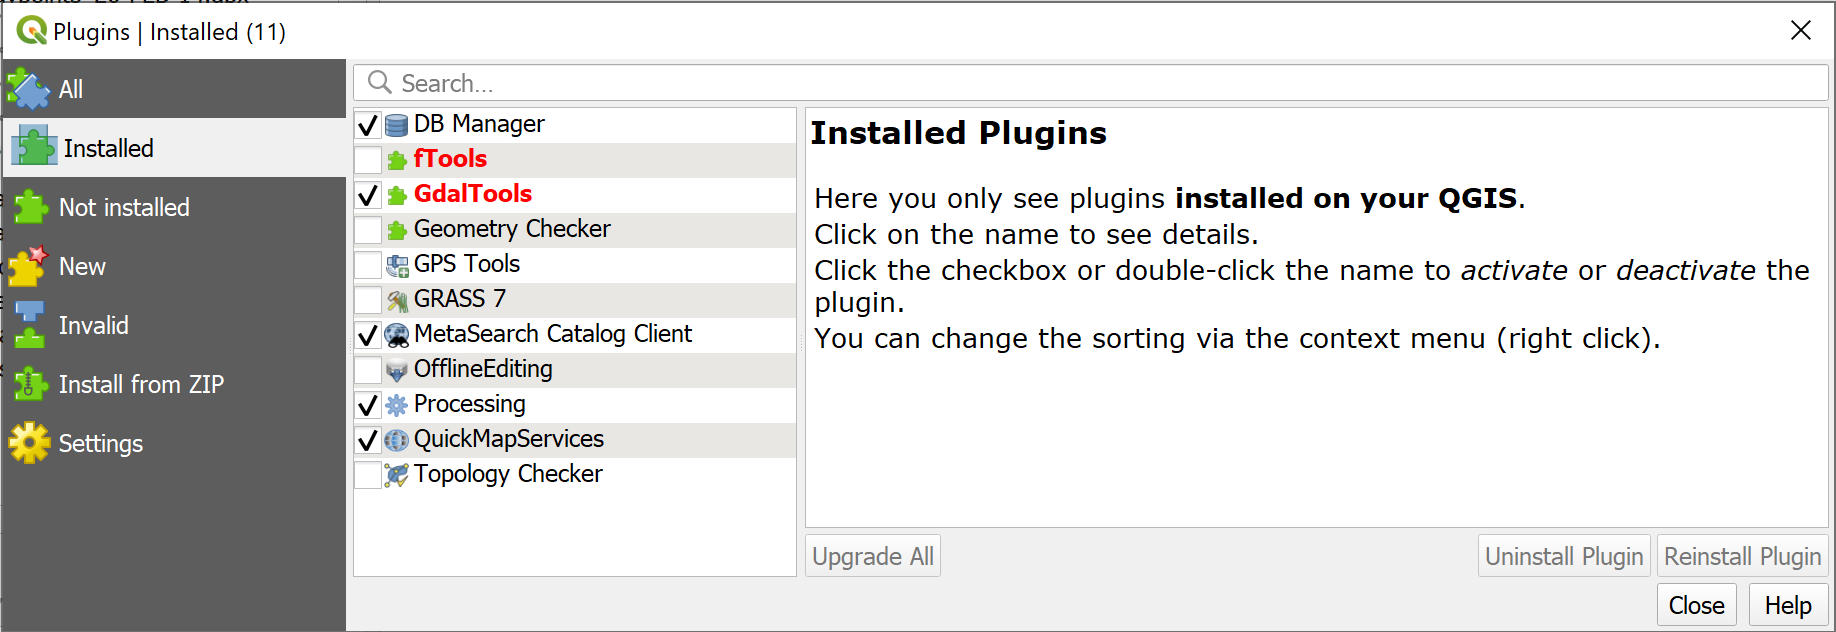 Plugins | Installed (11)
All
Installed
Not installed
New
Invalid
Install from ZIP
Settings
Search...
DB Manager
fTools
GdalTools
Geometry Checker
GPS Tools
GRASS 7
MetaSearch Catalog Client
OfflineEditing
Processing
QuickMapServices
Topology Checker
Installed Plugins
Here you only see plugins installed on your QGIS.
Click on the name to see details.
Click the checkbox or double-click the name to activate or deactivate the
plugin.
You can change the sorting via the context menu (right click).
Upgrade All
Uninstall Plugin
Reinstall Plugin
Close
Help